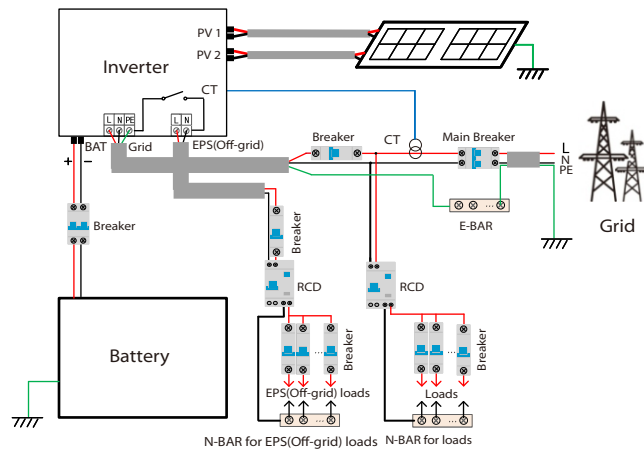 PV 1
PV 2
Inverter
CT
L N PE
L N
BAT
Grid
EPS(Off-grid)
+
−
Breaker
CT
Main Breaker
L
N
PE
E-BAR
Grid
Breaker
Breaker
RCD
RCD
Battery
Breaker
Breaker
EPS(Off-grid) loads
Loads
N-BAR for EPS(Off-grid) loads
N-BAR for loads